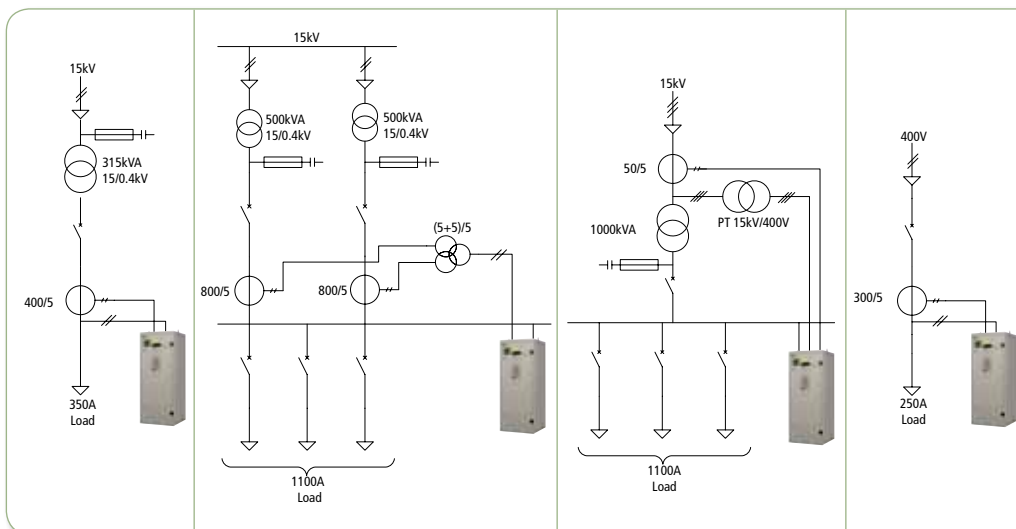 15kV
315kVA
15/0.4kV
400/5
350A
Load
15kV
500kVA
15/0.4kV
500kVA
15/0.4kV
(5+5)/5
800/5
800/5
1100A
Load
15kV
50/5
PT 15kV/400V
1000kVA
1100A
Load
400V
300/5
250A
Load